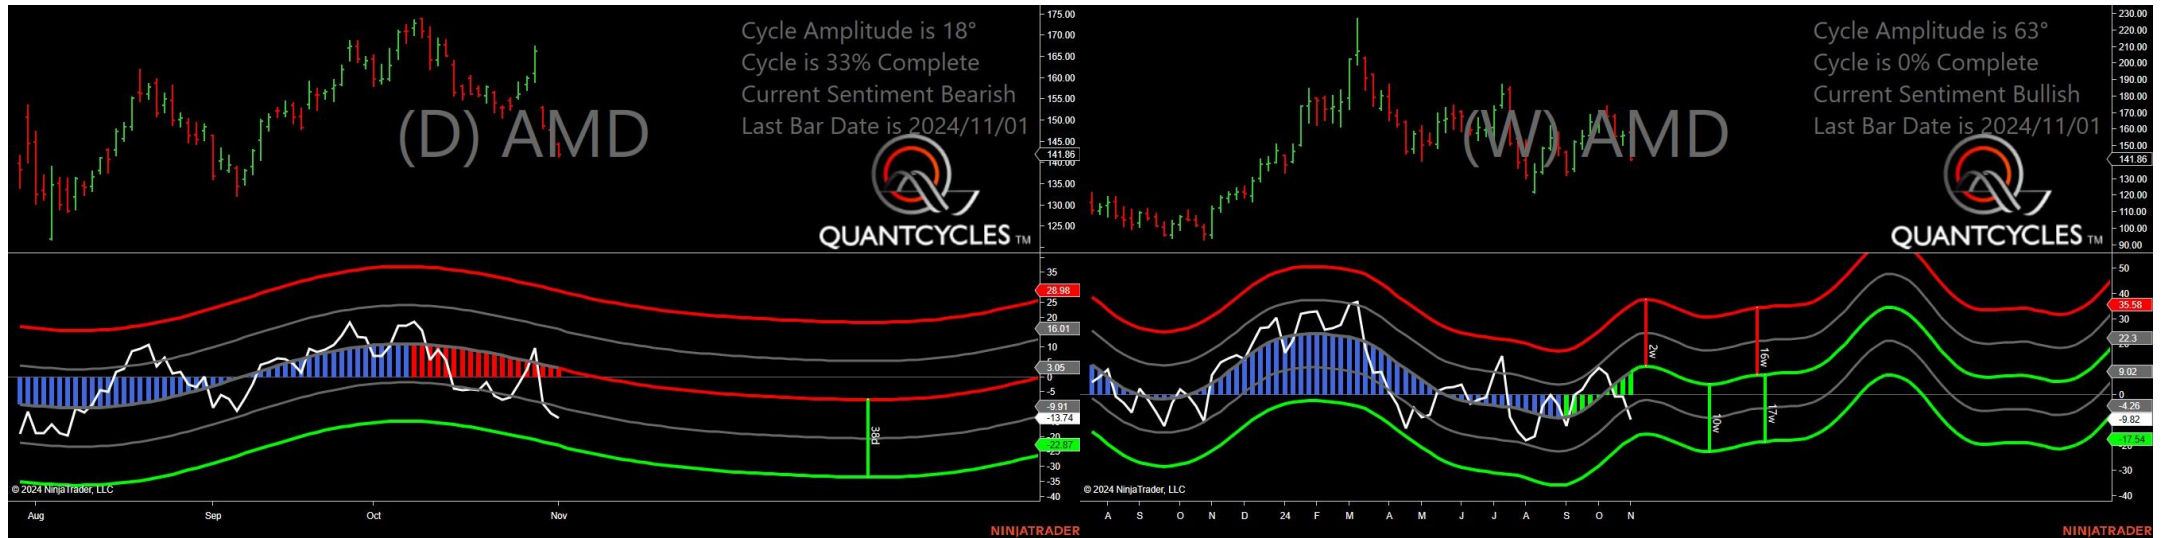 Cycle Amplitude is 18°
Cycle is 33% Complete
Current Sentiment Bearish
Last Bar Date is 2024/11/01
(D) AMD
QUANTCYCLES TM
175.00
170.00
165.00
160.00
155.00
150.00
145.00
141.86
140.00
135.00
130.00
125.00
35
28.98
25
20
16.01
10
3.05
0
-5
-9.91
-13.74
-20
-22.87
-30
-35
-40
38d
© 2024 NinjaTrader, LLC
Aug Sep Oct Nov
NINJATRADER
Cycle Amplitude is 63°
Cycle is 0% Complete
Current Sentiment Bullish
Last Bar Date is 2024/11/01
(W) AMD
QUANTCYCLES TM
230.00
220.00
210.00
200.00
190.00
180.00
170.00
160.00
150.00
141.86
130.00
120.00
110.00
100.00
90.00
50
40
35.58
30
22.3
20
9.02
0
-4.26
-9.82
-17.54
-20
-30
-40
2w
16w
10w
17w
© 2024 NinjaTrader, LLC
A S O N D 24 F M A M J J A S O N
NINJATRADER